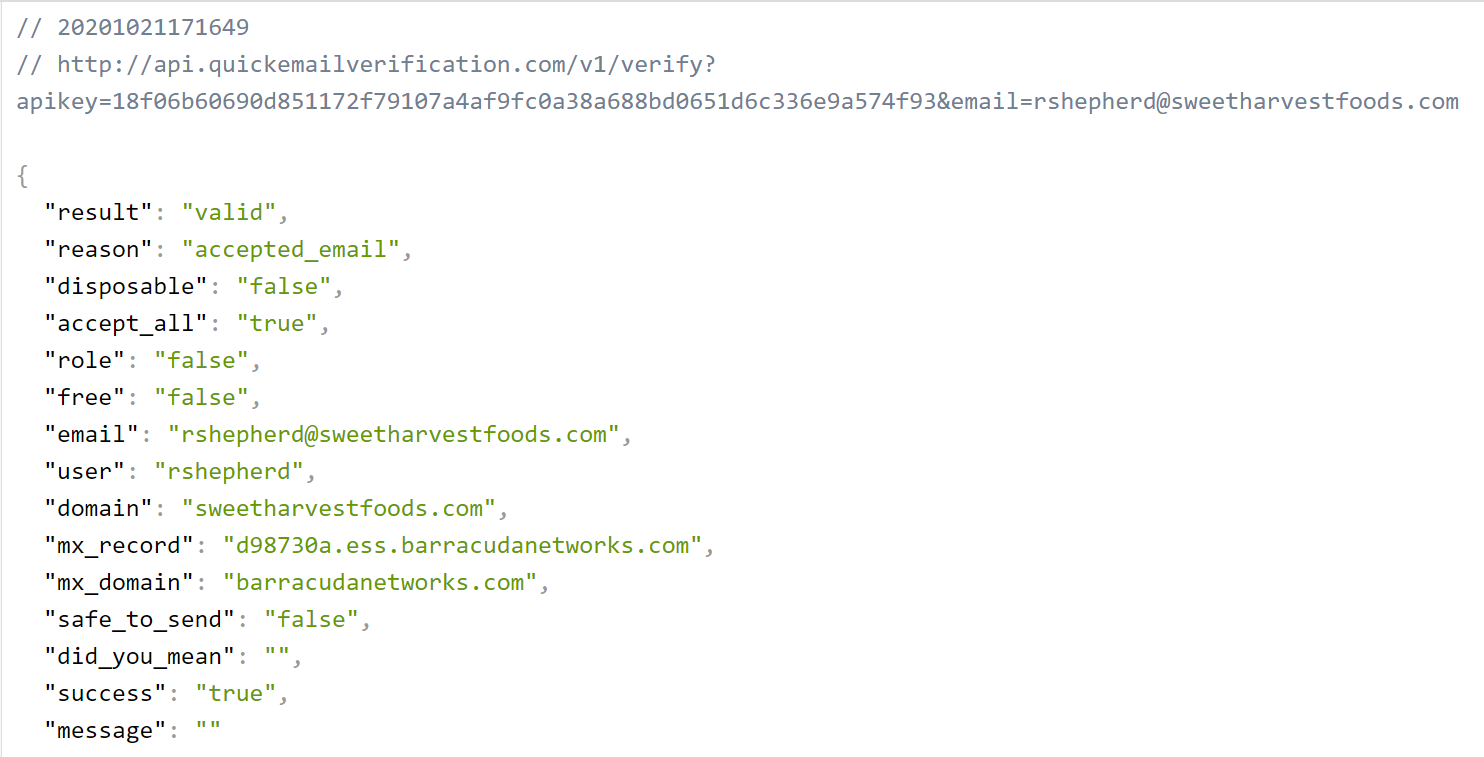 // 20201021171649
// http://api.quickemailverification.com/v1/verify?
apikey=18f06b60690d851172f79107a4af9fc0a38a688bd0651d6c336e9a574f93&email=rshepherd@sweetharvestfoods.com
{
"result": "valid",
"reason": "accepted_email",
"disposable": "false",
"accept_all": "true",
"role": "false",
"free": "false",
"email": "rshepherd@sweetharvestfoods.com",
"user": "rshepherd",
"domain": "sweetharvestfoods.com",
"mx_record": "d98730a.ess.barracudanetworks.com",
"mx_domain": "barracudanetworks.com",
"safe_to_send": "false",
"did_you_mean": "",
"success": "true",
"message": ""